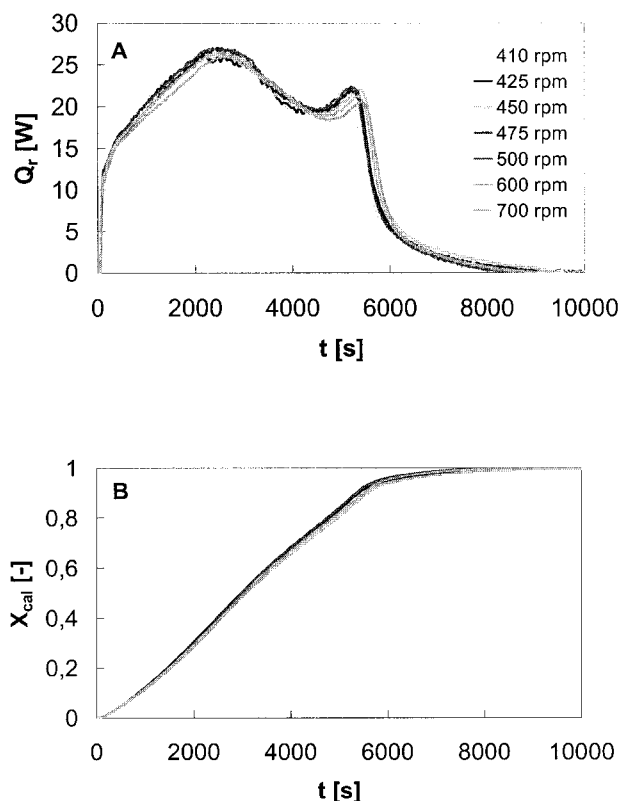 30
A
410 rpm
25
425 rpm
450 rpm
20
475 rpm
500 rpm
15
600 rpm
10
700 rpm
5
0
Qr [W]
0 2000 4000 6000 8000 10000
t [s]
1
B
0,8
0,6
0,4
0,2
0
Xcal [-]
0 2000 4000 6000 8000 10000
t [s]